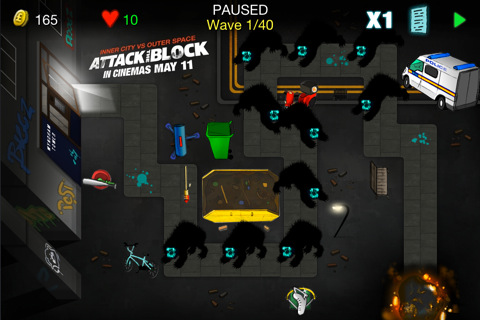 165
10
PAUSED
Wave 1/40
X1
INNER CITY VS OUTER SPACE
ATTACK THE BLOCK
IN CINEMAS MAY 11